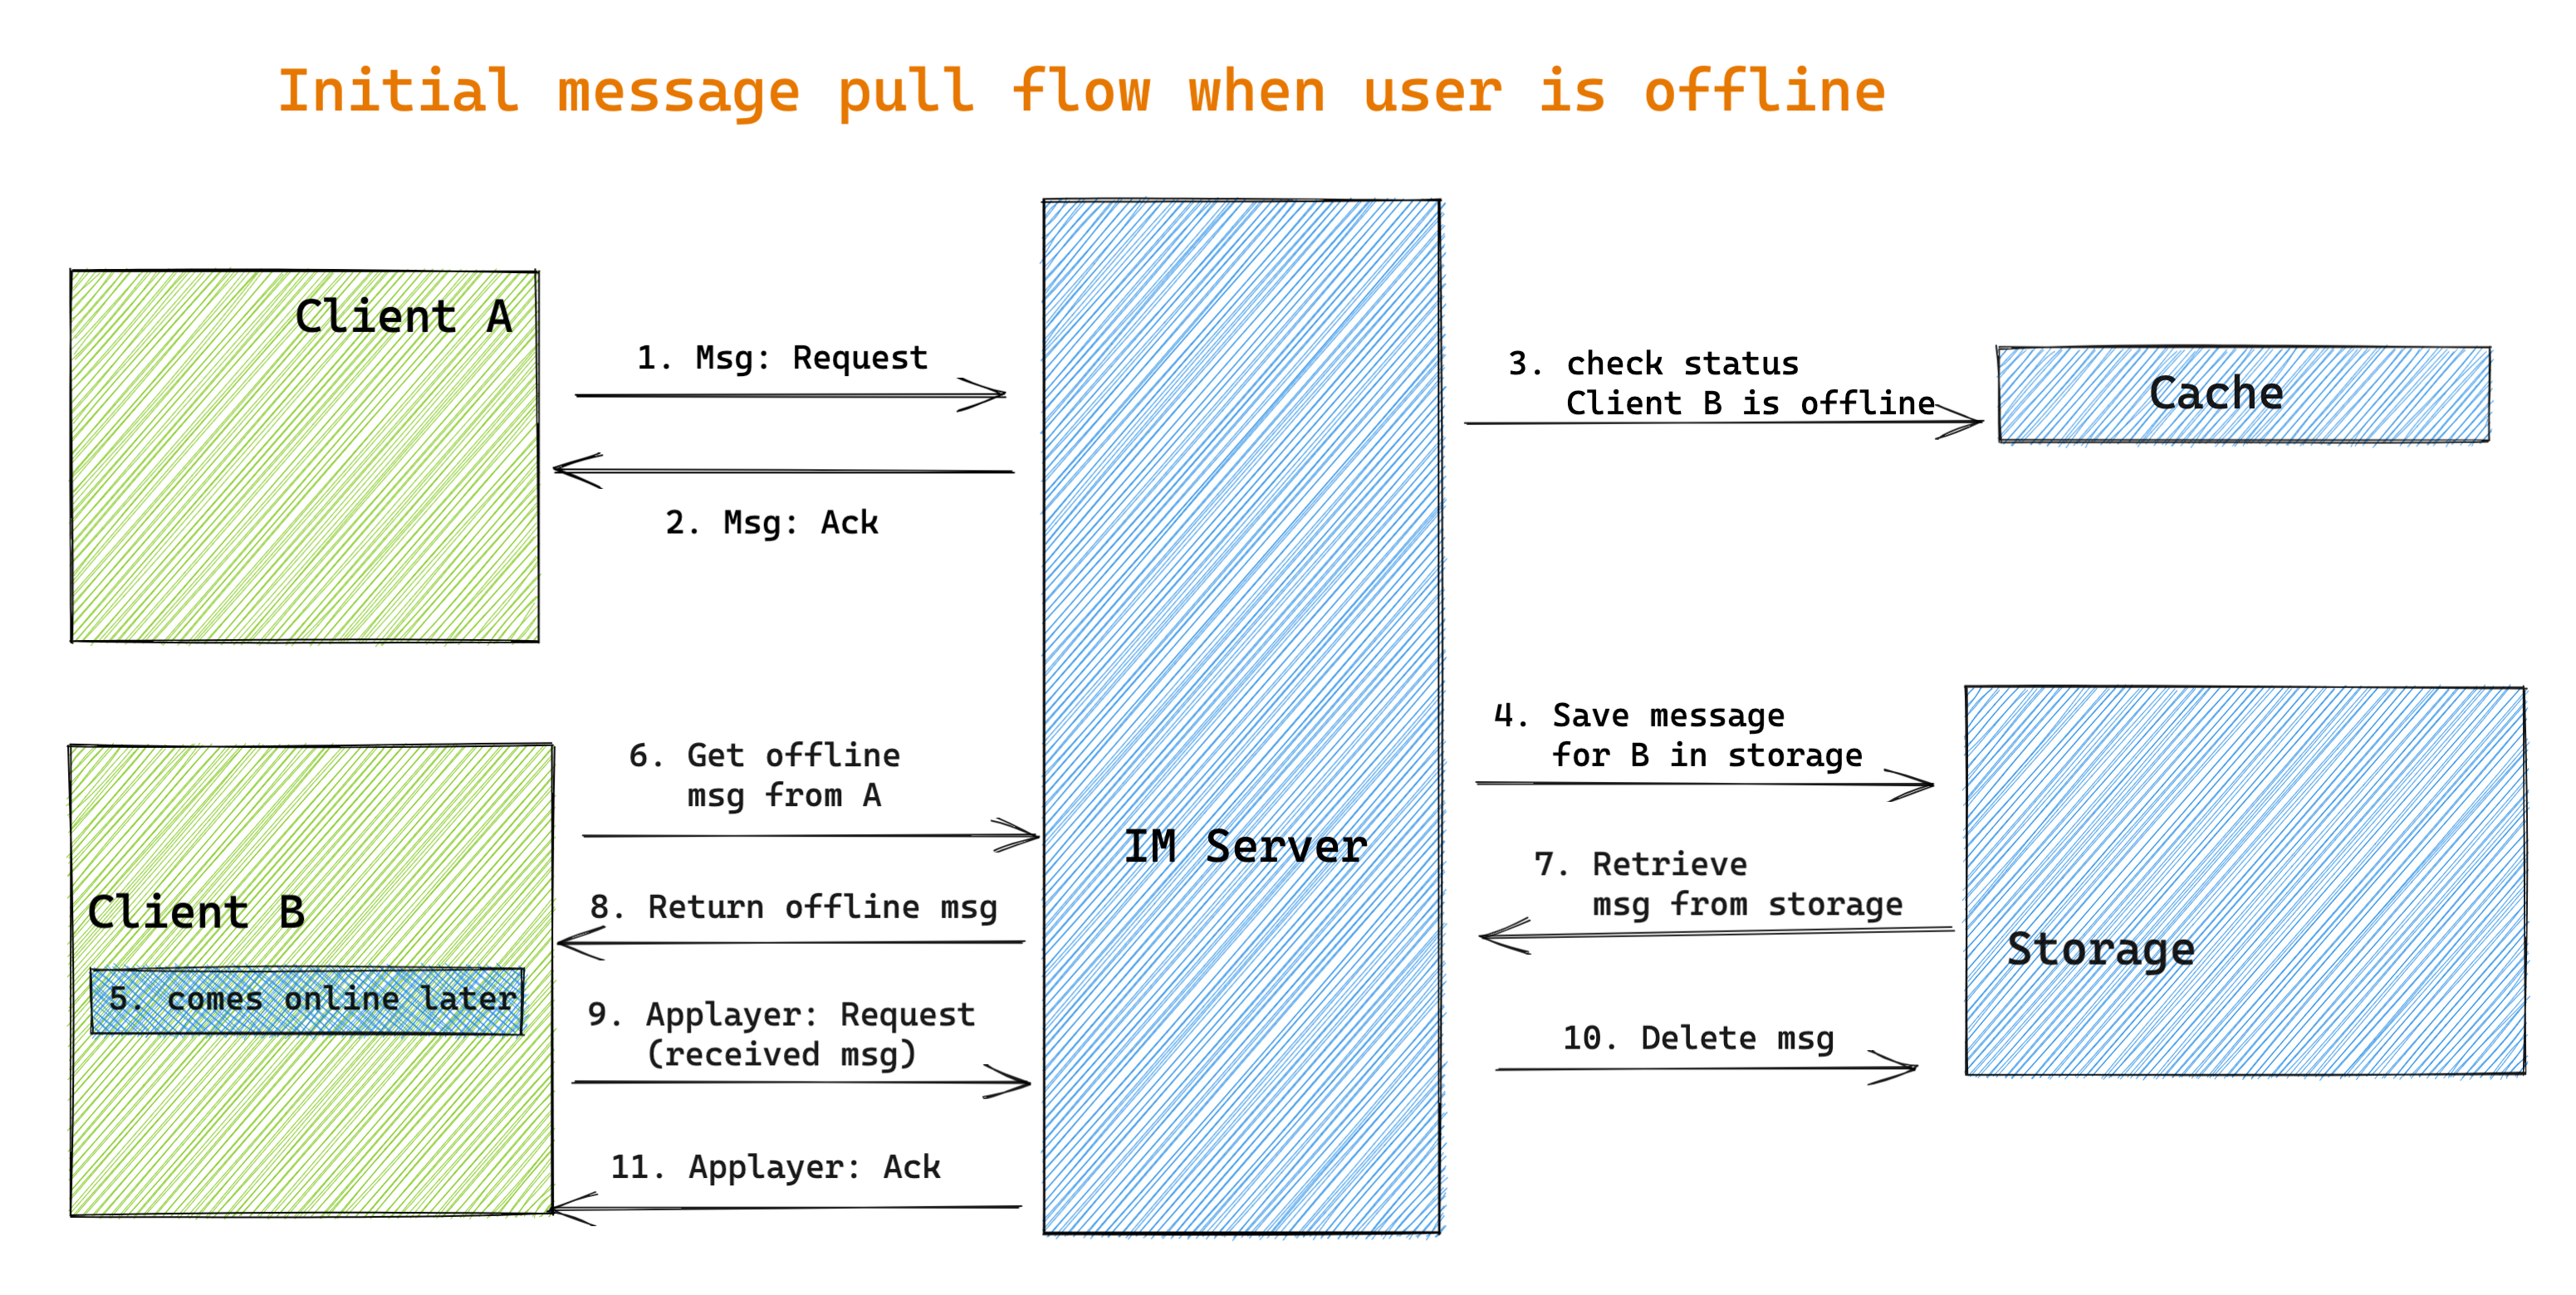 Initial message pull flow when user is offline
Client A
1. Msg: Request
2. Msg: Ack
3. check status
Client B is offline
Cache
4. Save message
for B in storage
6. Get offline
msg from A
IM Server
7. Retrieve
msg from storage
8. Return offline msg
Client B
Storage
5. comes online later
9. Applayer: Request
(received msg)
10. Delete msg
11. Applayer: Ack